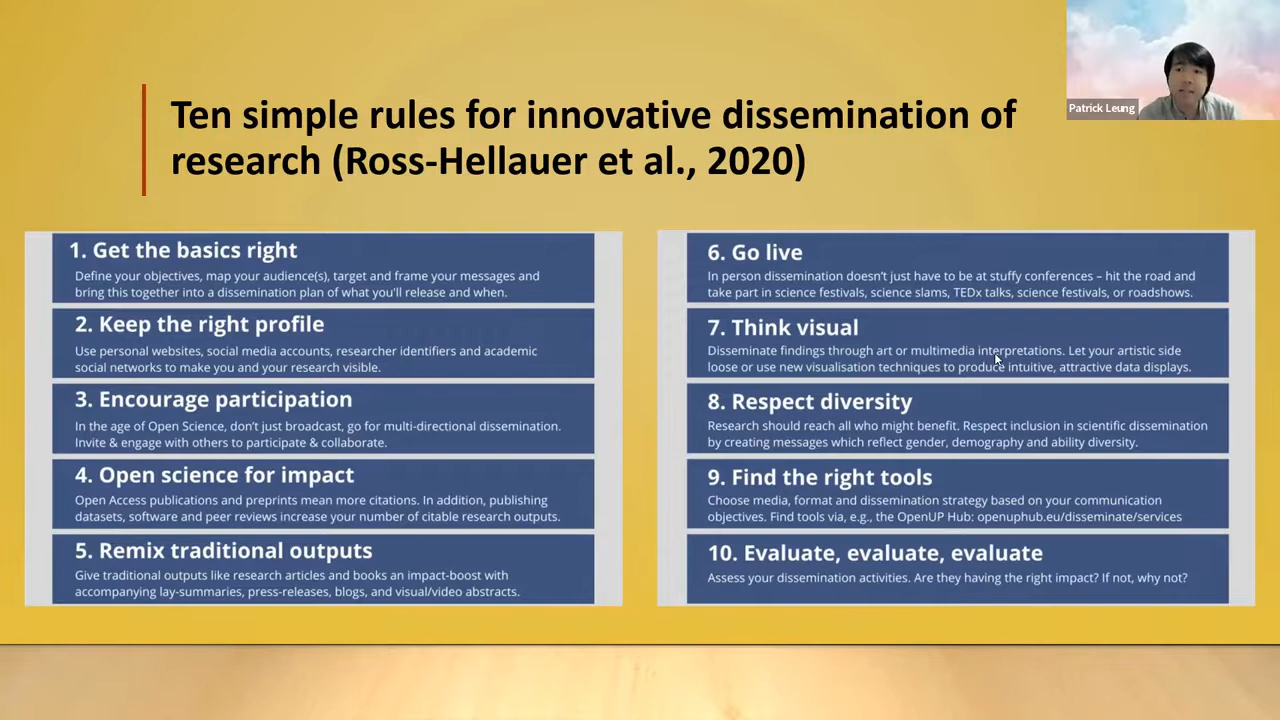 Patrick Leung
Ten simple rules for innovative dissemination of
research (Ross-Hellauer et al., 2020)
1. Get the basics right
Define your objectives, map your audience(s), target and frame your messages and
bring this together into a dissemination plan of what you'll release and when.
2. Keep the right profile
Use personal websites, social media accounts, researcher identifiers and academic
social networks to make you and your research visible.
3. Encourage participation
In the age of Open Science, don't just broadcast, go for multi-directional dissemination.
Invite & engage with others to participate & collaborate.
4. Open science for impact
Open Access publications and preprints mean more citations. In addition, publishing
datasets, software and peer reviews increase your number of citable research outputs.
5. Remix traditional outputs
Give traditional outputs like research articles and books an impact-boost with
accompanying lay-summaries, press-releases, blogs, and visual/video abstracts.
6. Go live
In person dissemination doesn't just have to be at stuffy conferences – hit the road and
take part in science festivals, science slams, TEDx talks, science festivals, or roadshows.
7. Think visual
Disseminate findings through art or multimedia interpretations. Let your artistic side
loose or use new visualisation techniques to produce intuitive, attractive data displays.
8. Respect diversity
Research should reach all who might benefit. Respect inclusion in scientific dissemination
by creating messages which reflect gender, demography and ability diversity.
9. Find the right tools
Choose media, format and dissemination strategy based on your communication
objectives. Find tools via, e.g., the OpenUP Hub: openuphub.eu/disseminate/services
10. Evaluate, evaluate, evaluate
Assess your dissemination activities. Are they having the right impact? If not, why not?